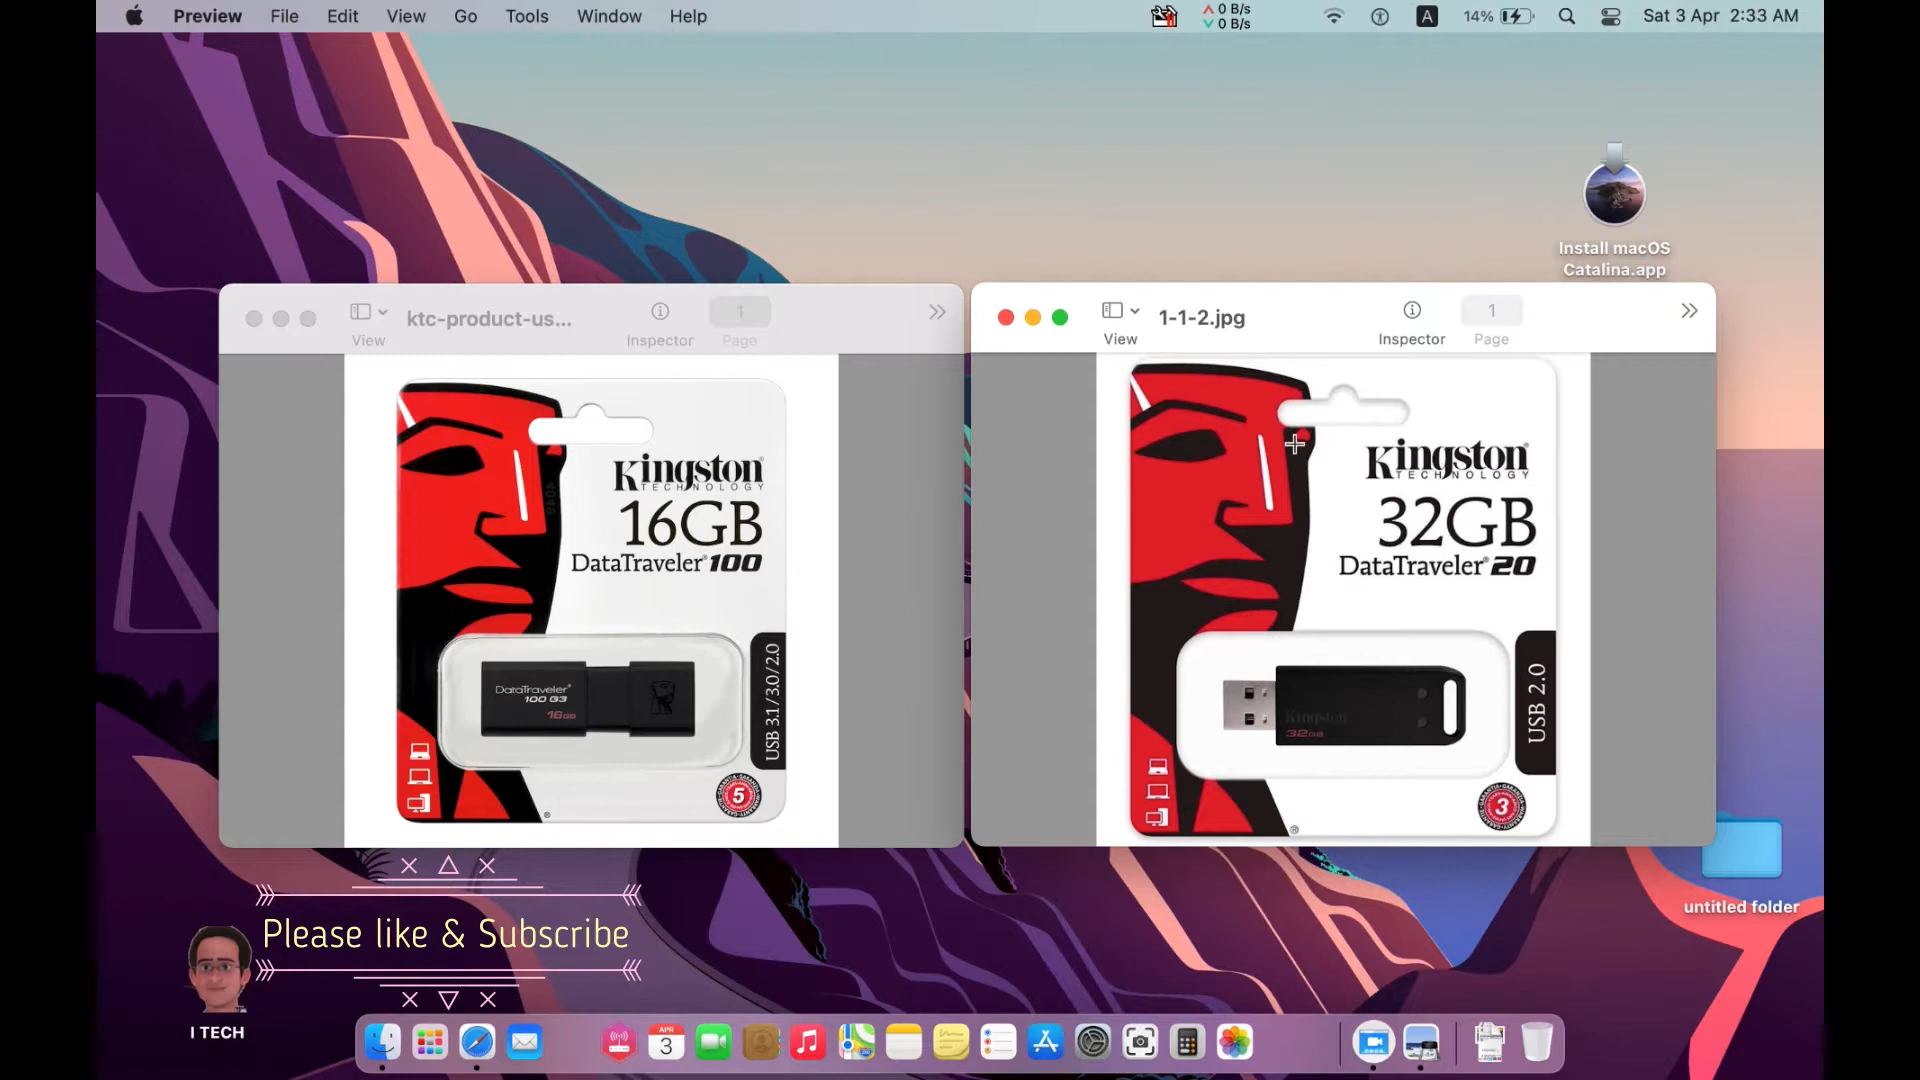 Preview File Edit View Go Tools Window Help
0 B/s
0 B/s
A 14% Sat 3 Apr 2:33 AM
Install macOS
Catalina.app
ktc-product-us...
View Inspector 1 Page
Kingston
TECHNOLOGY
16GB
DataTraveler® 100
DataTraveler®
100 G3
16GB
USB 3.1/3.0/2.0
5
®
1-1-2.jpg
View Inspector 1 Page
Kingston
TECHNOLOGY
32GB
DataTraveler® 20
Kingston
32GB
USB 2.0
3
®
untitled folder
Please like & Subscribe
I TECH
APR
3